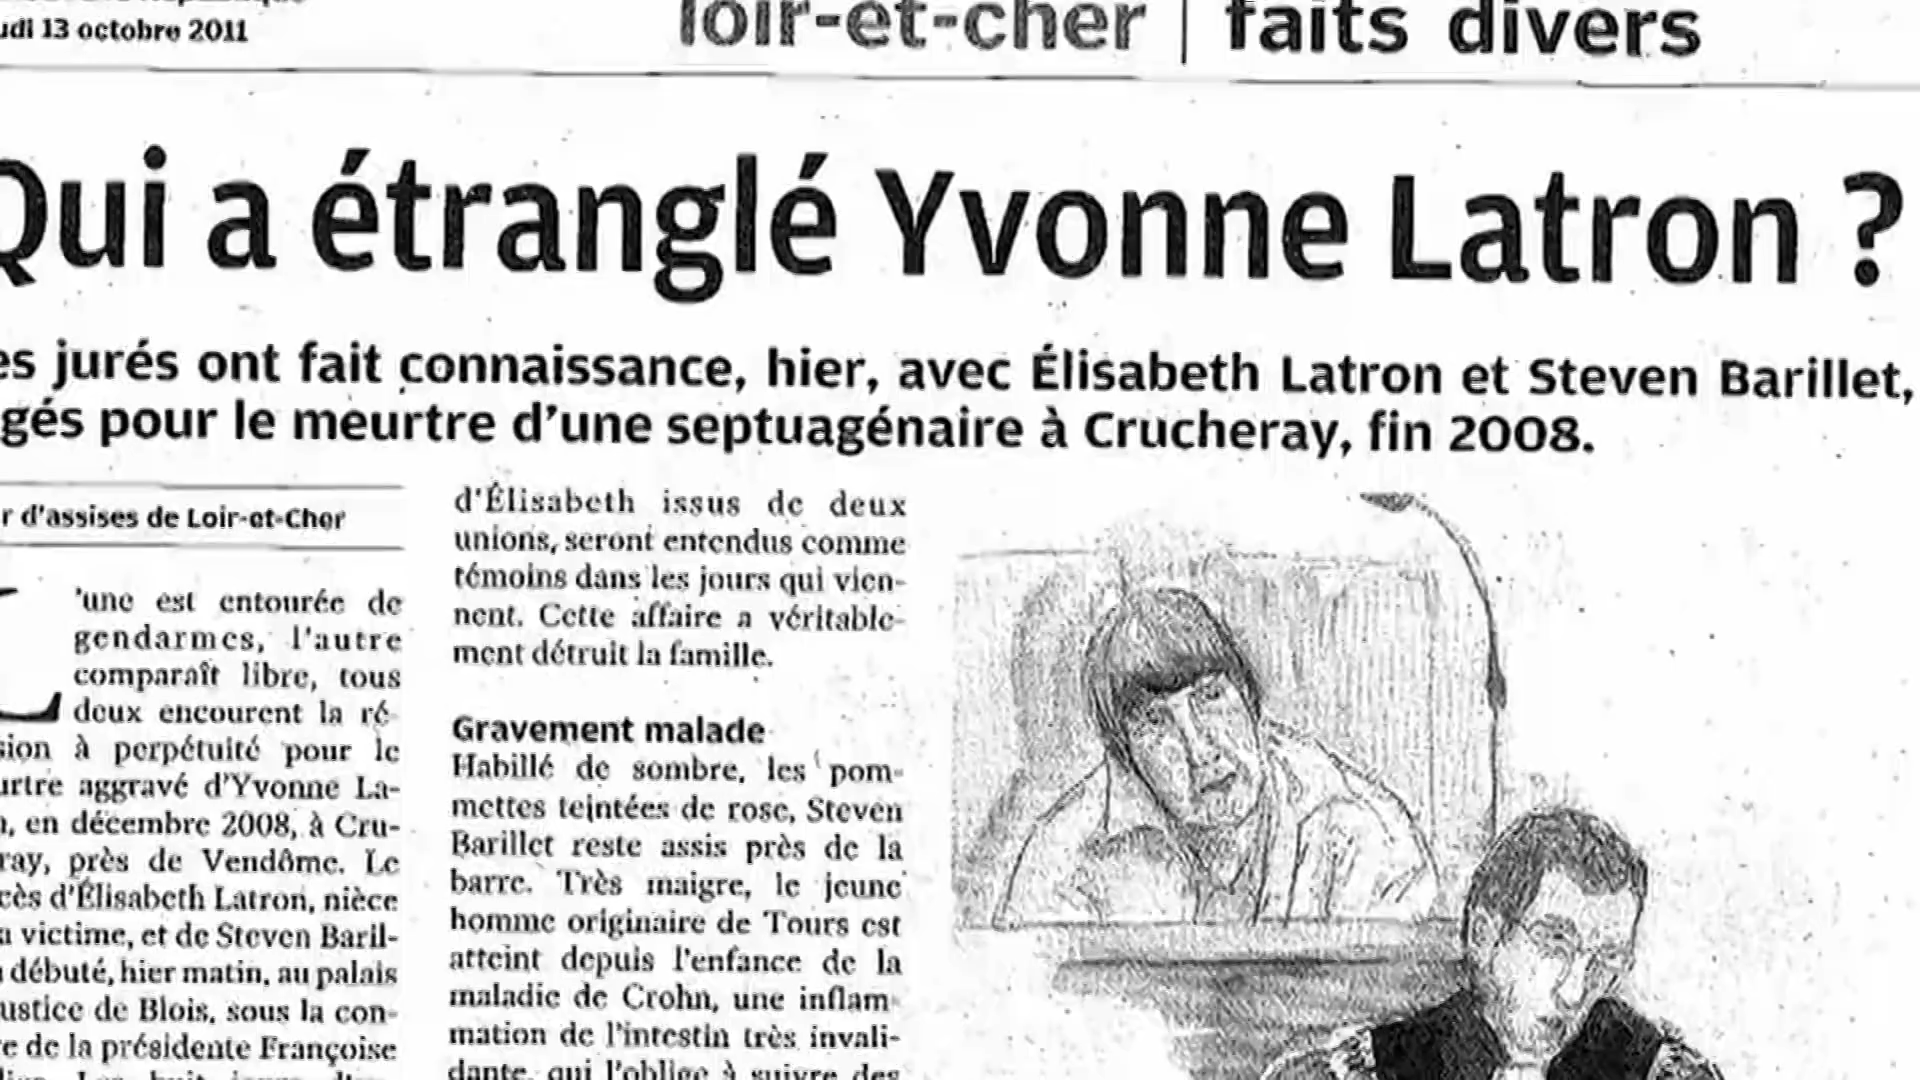 13 octobre 2011
loir-et-cher | faits divers
Qui a étranglé Yvonne Latron ?
es jurés ont fait connaissance, hier, avec Élisabeth Latron et Steven Barillet,
gés pour le meurtre d'une septuagénaire à Crucheray, fin 2008.
r d'assises de Loir-et-Cher
L'une est entourée de
gendarmes, l'autre
comparaît libre, tous
deux encourent la ré-
sion à perpétuité pour le
urtre aggravé d'Yvonne La-
n, en décembre 2008, à Cru-
ray, près de Vendôme. Le
cès d'Élisabeth Latron, nièce
a victime, et de Steven Baril-
débuté, hier matin, au palais
ustice de Blois, sous la con-
e de la présidente Françoise
d'Élisabeth issus de deux
unions, seront entendus comme
témoins dans les jours qui vien-
nent. Cette affaire a véritable-
ment détruit la famille.
Gravement malade
Habillé de sombre, les pom-
mettes teintées de rose, Steven
Barillet reste assis près de la
barre. Très maigre, le jeune
homme originaire de Tours est
atteint depuis l'enfance de la
maladie de Crohn, une inflam-
mation de l'intestin très invali-
dante, qui l'oblige à suivre des